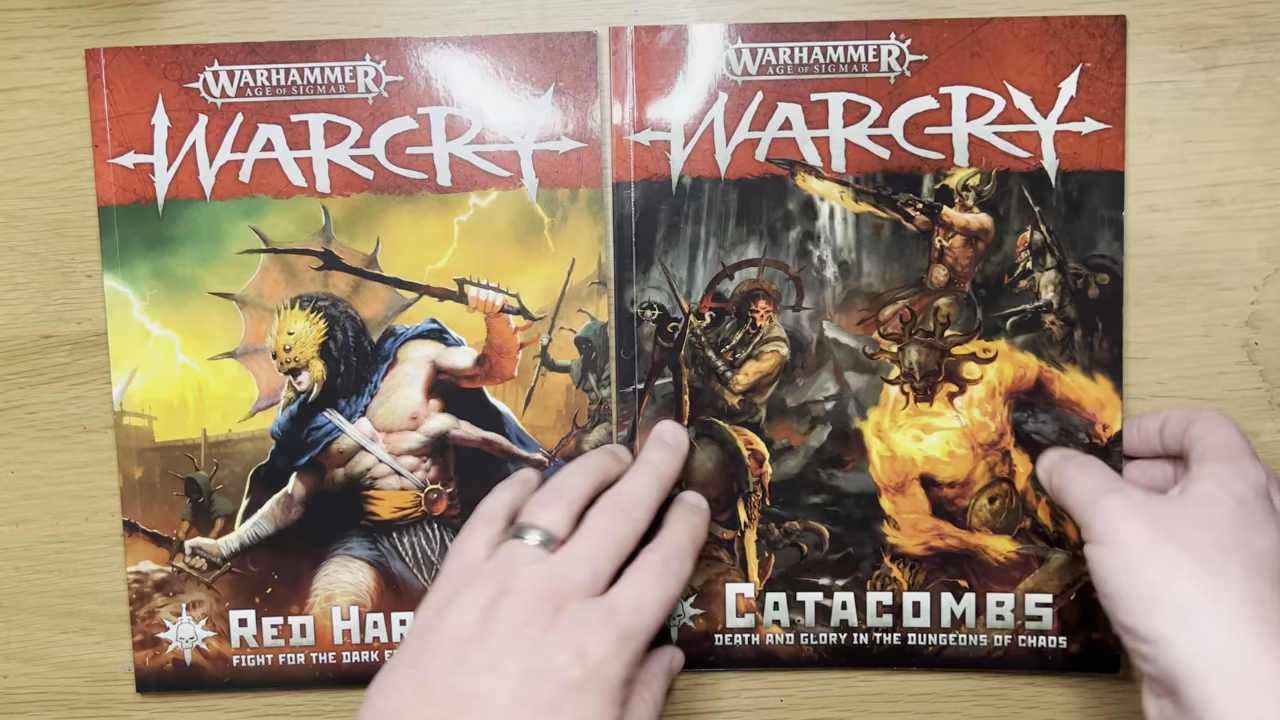 WARHAMMER
AGE OF SIGMAR
WARCRY
RED HAR
FIGHT FOR THE DARK
WARHAMMER
AGE OF SIGMAR
WARCRY
CATACOMBS
DEATH AND GLORY IN THE DUNGEONS OF CHAOS